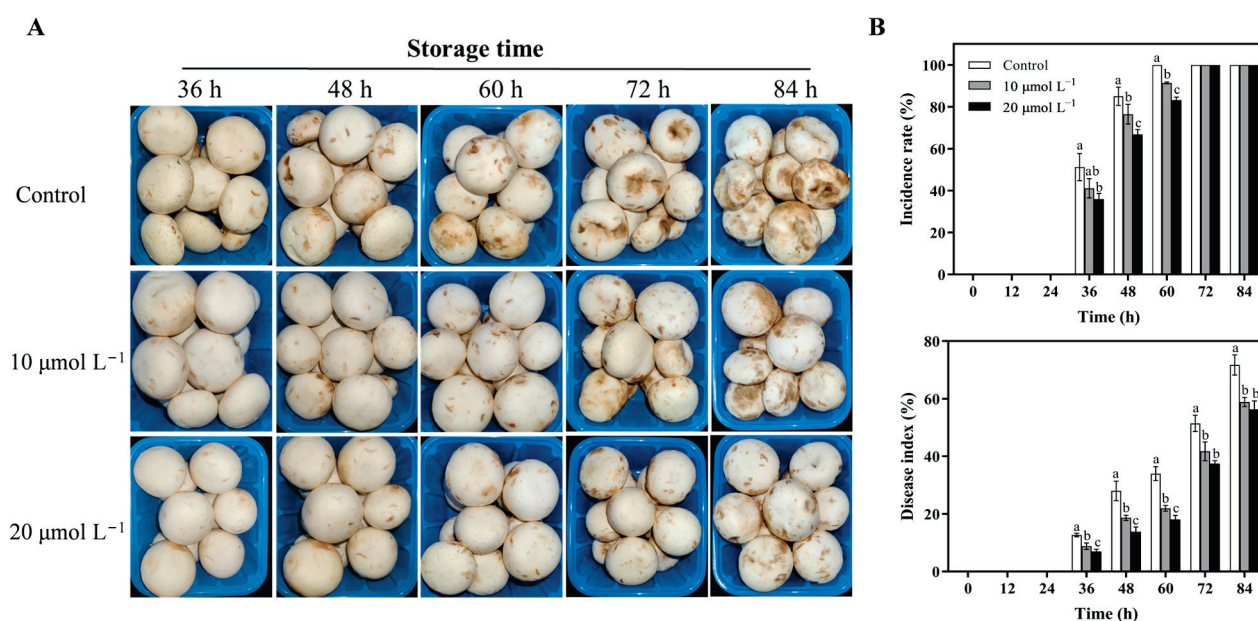 A
Storage time
36 h 48 h 60 h 72 h 84 h
Control
10 μmol L⁻¹
20 μmol L⁻¹
B
Incidence rate (%)
100
80
60
40
20
0
Control
10 μmol L⁻¹
20 μmol L⁻¹
a ab b
a b c
a b c
0 12 24 36 48 60 72 84
Time (h)
Disease index (%)
80
60
40
20
0
a b c
a b c
a b c
a b b
a b b
0 12 24 36 48 60 72 84
Time (h)